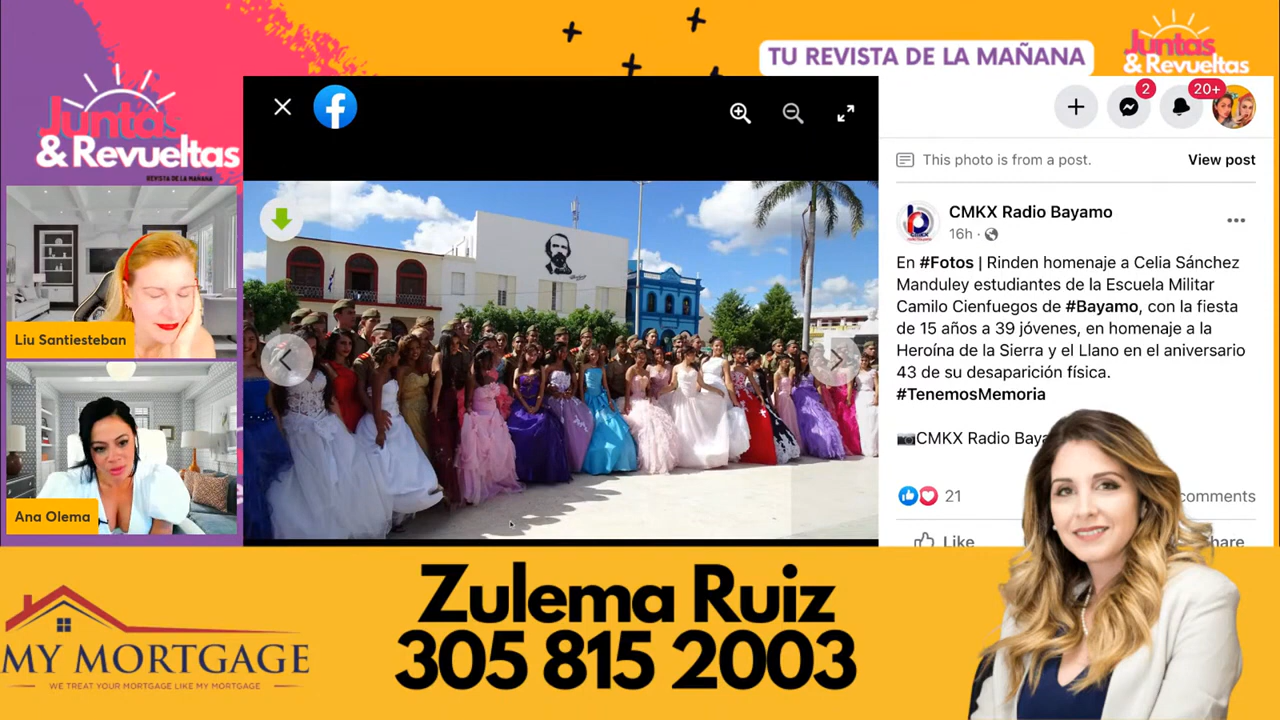 TU REVISTA DE LA MAÑANA
Juntas
& Revueltas
Juntas
& Revueltas
REVISTA DE LA MAÑANA
2
20+
This photo is from a post.
View post
CMKX Radio Bayamo
16h ·
En #Fotos | Rinden homenaje a Celia Sánchez
Manduley estudiantes de la Escuela Militar
Camilo Cienfuegos de #Bayamo, con la fiesta
de 15 años a 39 jóvenes, en homenaje a la
Heroína de la Sierra y el Llano en el aniversario
43 de su desaparición física.
#TenemosMemoria
CMKX Radio
21
comments
Like
Liu Santiesteban
Ana Olema
Zulema Ruiz
305 815 2003
MY MORTGAGE
WE TREAT YOUR MORTGAGE LIKE MY MORTGAGE